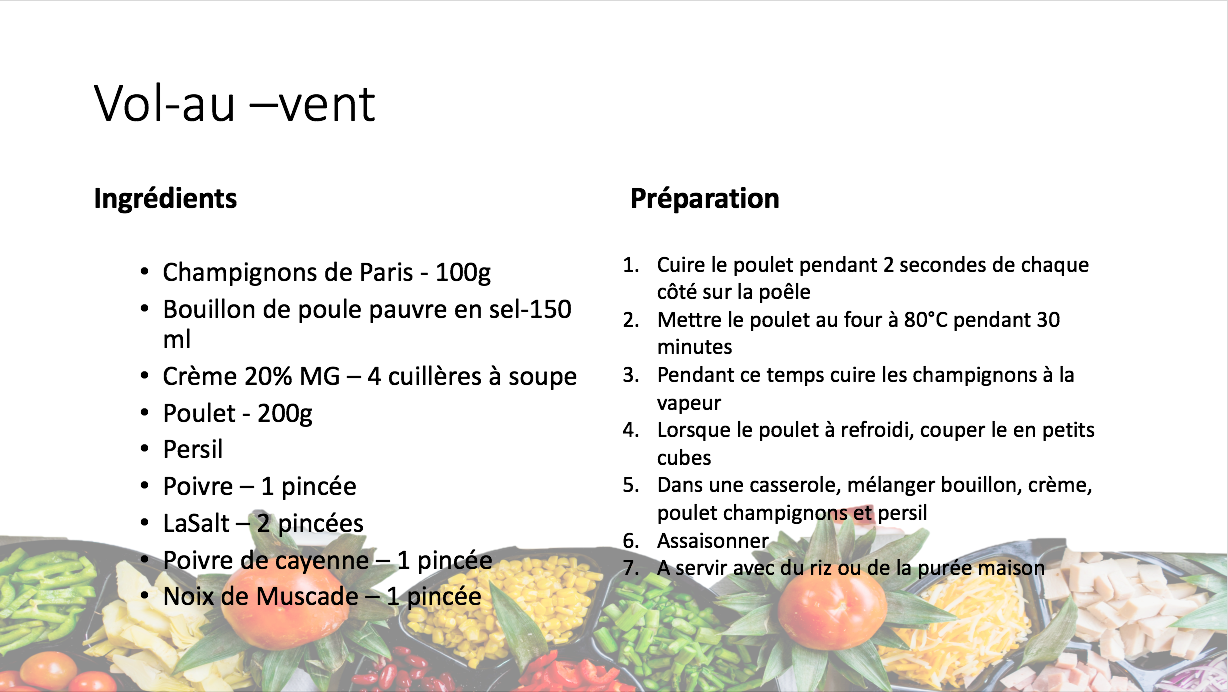 Vol-au –vent
Ingrédients
• Champignons de Paris - 100g
• Bouillon de poule pauvre en sel-150
ml
• Crème 20% MG – 4 cuillères à soupe
• Poulet - 200g
• Persil
• Poivre – 1 pincée
• LaSalt – 2 pincées
• Poivre de cayenne – 1 pincée
• Noix de Muscade – 1 pincée
Préparation
1. Cuire le poulet pendant 2 secondes de chaque
côté sur la poêle
2. Mettre le poulet au four à 80°C pendant 30
minutes
3. Pendant ce temps cuire les champignons à la
vapeur
4. Lorsque le poulet à refroidi, couper le en petits
cubes
5. Dans une casserole, mélanger bouillon, crème,
poulet champignons et persil
6. Assaisonner
7. A servir avec du riz ou de la purée maison